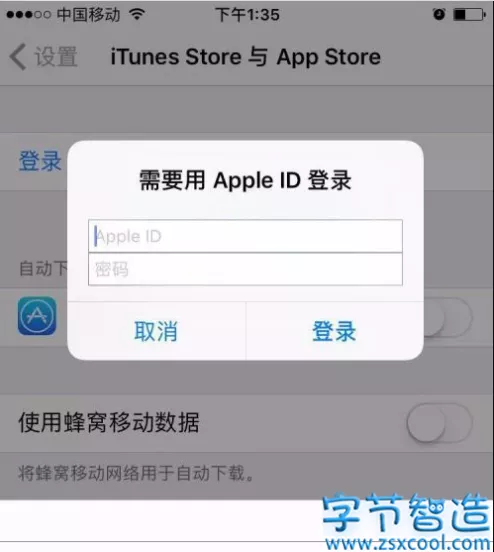 中国移动 下午1:35
设置 iTunes Store 与 App Store
登录
需要用 Apple ID 登录
Apple ID
密码
自动下
取消 登录
使用蜂窝移动数据
将蜂窝移动网络用于自动下载。
字节智造
www.zsxcool.com